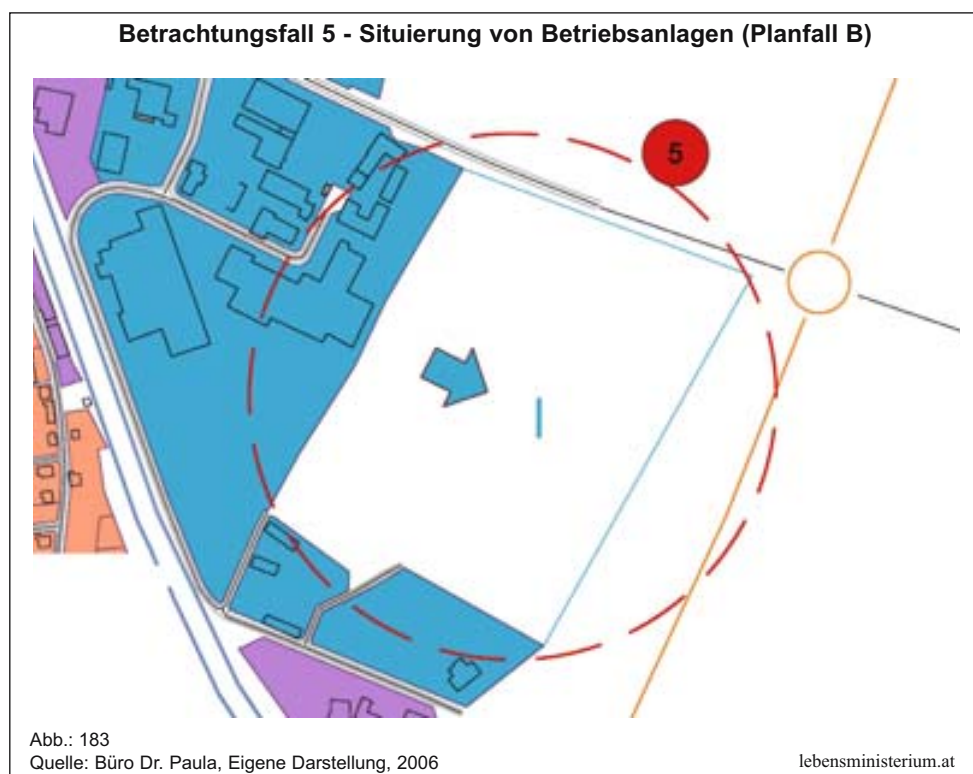 Betrachtungsfall 5 - Situierung von Betriebsanlagen (Planfall B)
5
I
Abb.: 183
Quelle: Büro Dr. Paula, Eigene Darstellung, 2006
lebensministerium.at